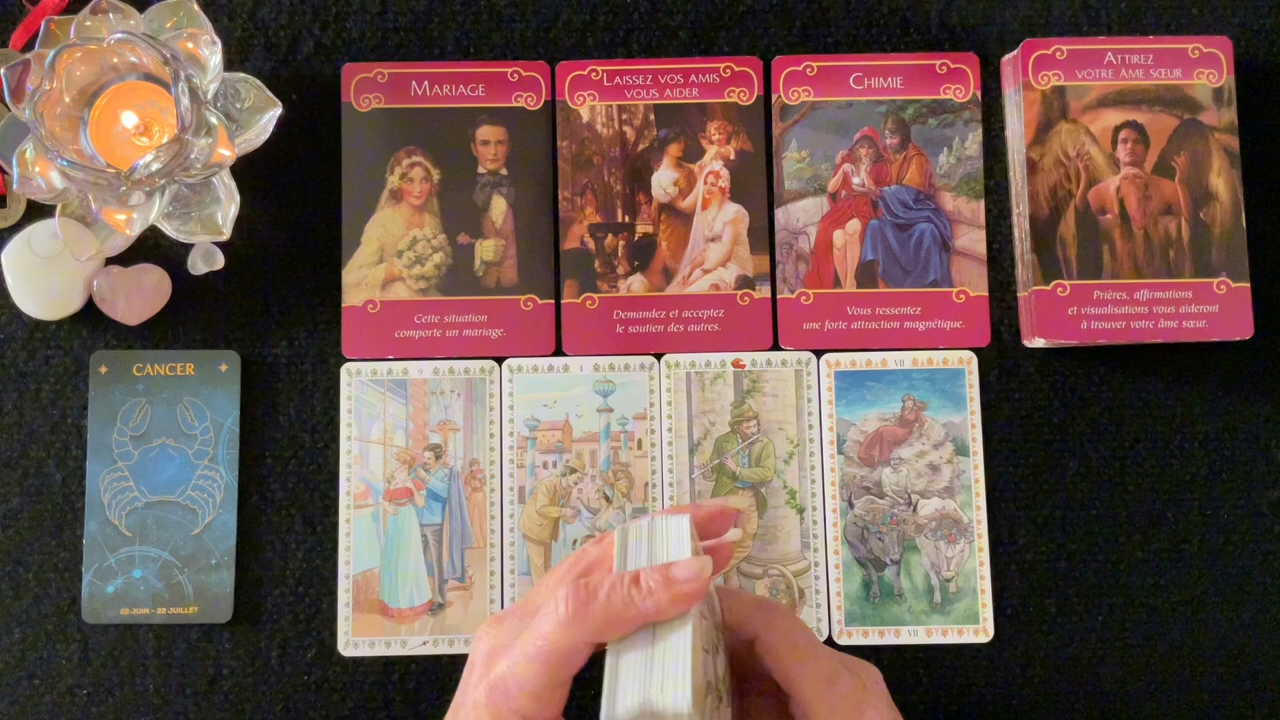 MARIAGE
Cette situation
comporte un mariage.
LAISSEZ VOS AMIS
VOUS AIDER
Demandez et acceptez
le soutien des autres.
CHIMIE
Vous ressentez
une forte attraction magnétique.
ATTIREZ
VOTRE ÂME SŒUR
Prières, affirmations
et visualisations vous aideront
à trouver votre âme sœur.
CANCER
22 JUIN - 22 JUILLET
9
4
VII
VII